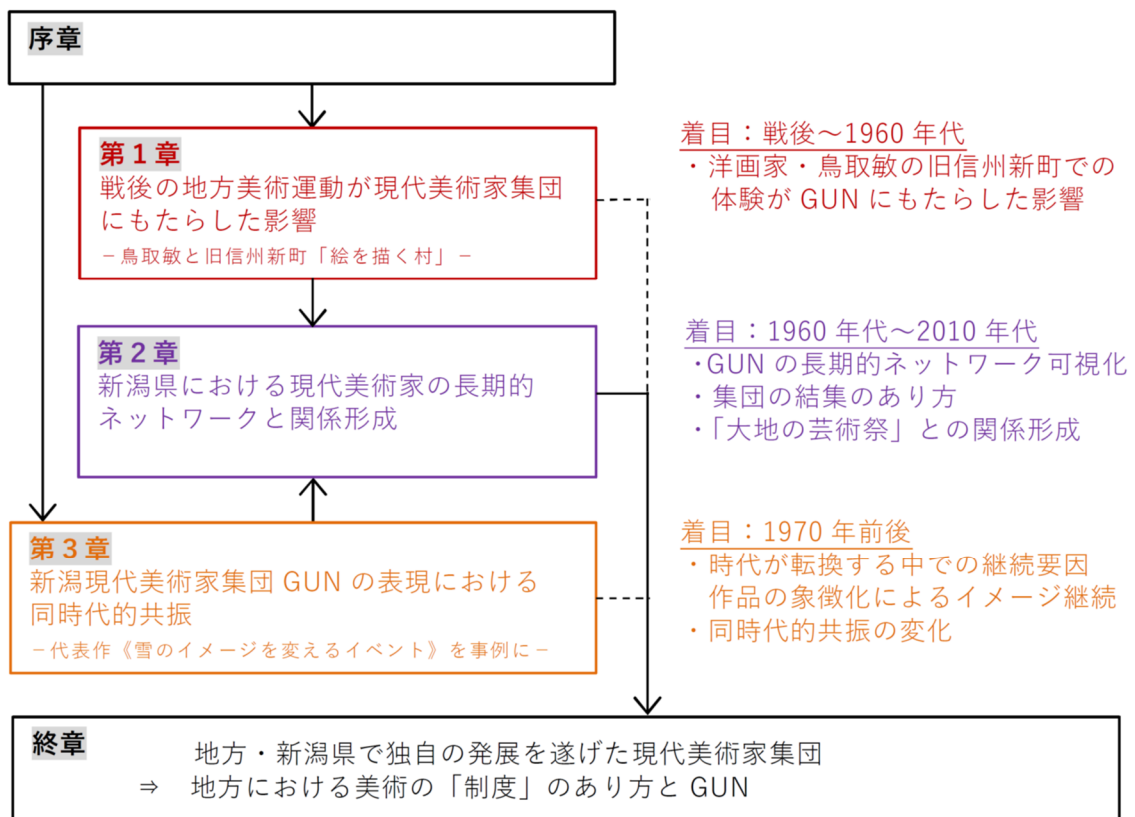 序章
第1章
戦後の地方美術運動が現代美術家集団
にもたらした影響
－鳥取敏と旧信州新町「絵を描く村」－
着目：戦後～1960 年代
・洋画家・鳥取敏の旧信州新町での
体験が GUN にもたらした影響
第2章
新潟県における現代美術家の長期的
ネットワークと関係形成
着目：1960 年代～2010 年代
・GUN の長期的ネットワーク可視化
・集団の結集のあり方
・「大地の芸術祭」との関係形成
第3章
新潟現代美術家集団 GUN の表現における
同時代的共振
－代表作《雪のイメージを変えるイベント》を事例に－
着目：1970 年前後
・時代が転換する中での継続要因
作品の象徴化によるイメージ継続
・同時代的共振の変化
終章
地方・新潟県で独自の発展を遂げた現代美術家集団
⇒ 地方における美術の「制度」のあり方と GUN